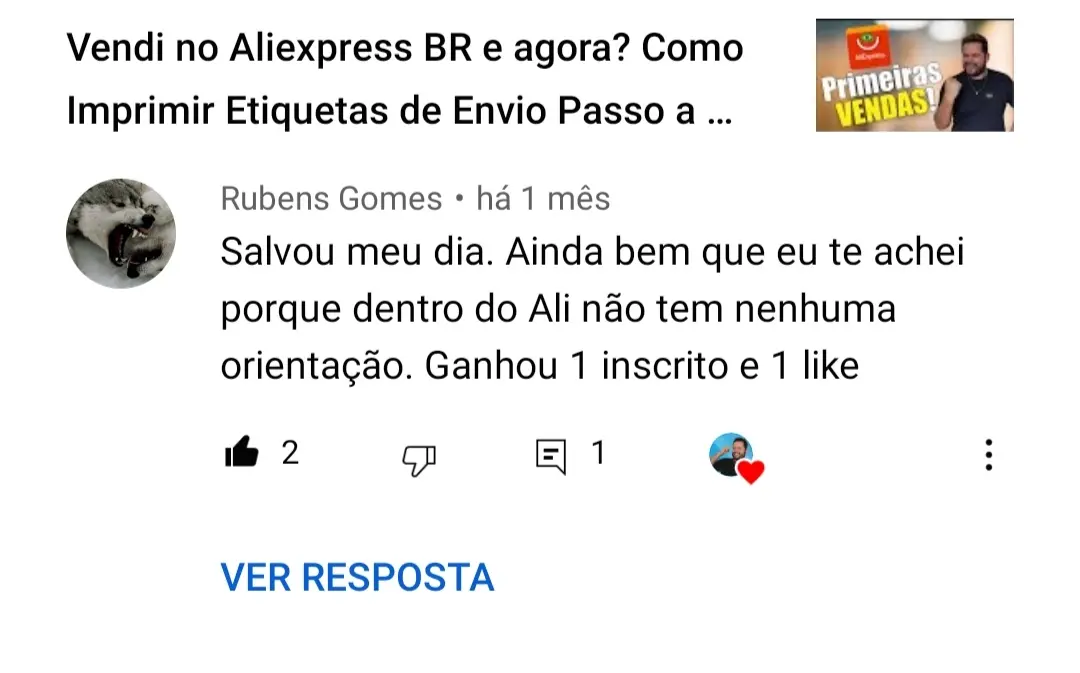 Vendi no Aliexpress BR e agora? Como
Imprimir Etiquetas de Envio Passo a ...
Primeiras
VENDAS!
Rubens Gomes • há 1 mês
Salvou meu dia. Ainda bem que eu te achei
porque dentro do Ali não tem nenhuma
orientação. Ganhou 1 inscrito e 1 like
2
1
VER RESPOSTA